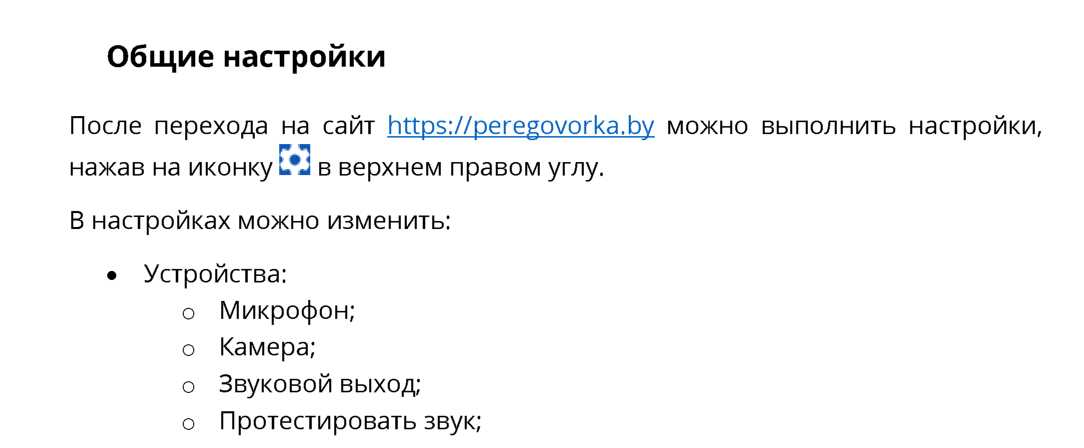 Общие настройки
После перехода на сайт https://peregovorka.by можно выполнить настройки,
нажав на иконку в верхнем правом углу.
В настройках можно изменить:
• Устройства:
o Микрофон;
o Камера;
o Звуковой выход;
o Протестировать звук;